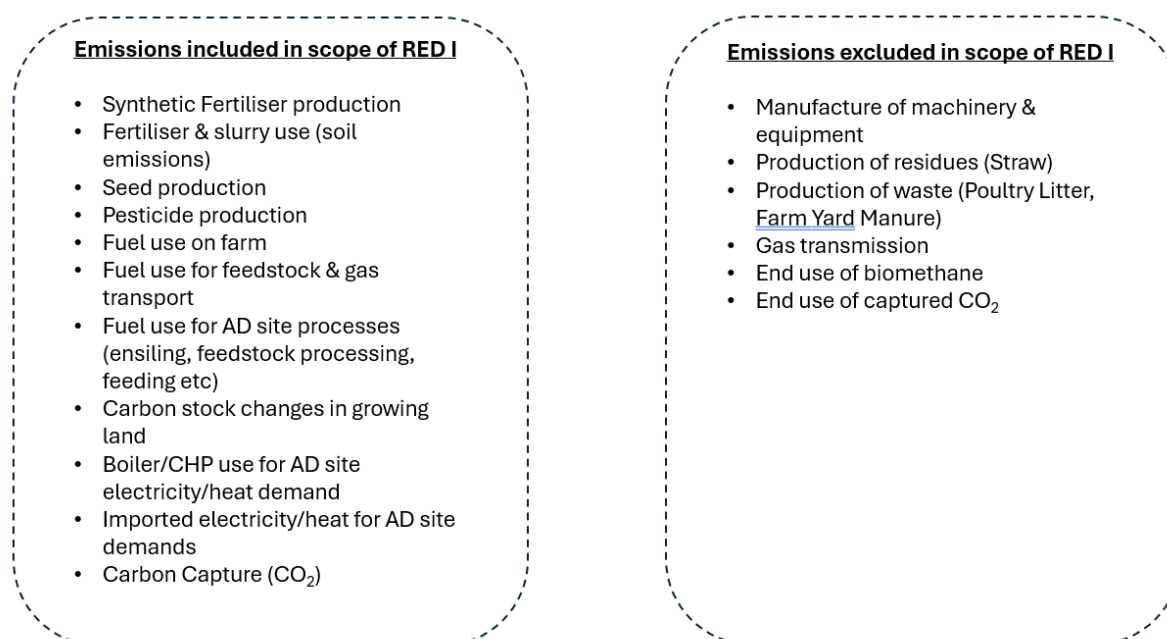 Emissions included in scope of RED I
• Synthetic Fertiliser production
• Fertiliser & slurry use (soil
emissions)
• Seed production
• Pesticide production
• Fuel use on farm
• Fuel use for feedstock & gas
transport
• Fuel use for AD site processes
(ensiling, feedstock processing,
feeding etc)
• Carbon stock changes in growing
land
• Boiler/CHP use for AD site
electricity/heat demand
• Imported electricity/heat for AD site
demands
• Carbon Capture (CO₂)
Emissions excluded in scope of RED I
• Manufacture of machinery &
equipment
• Production of residues (Straw)
• Production of waste (Poultry Litter,
Farm Yard Manure)
• Gas transmission
• End use of biomethane
• End use of captured CO₂